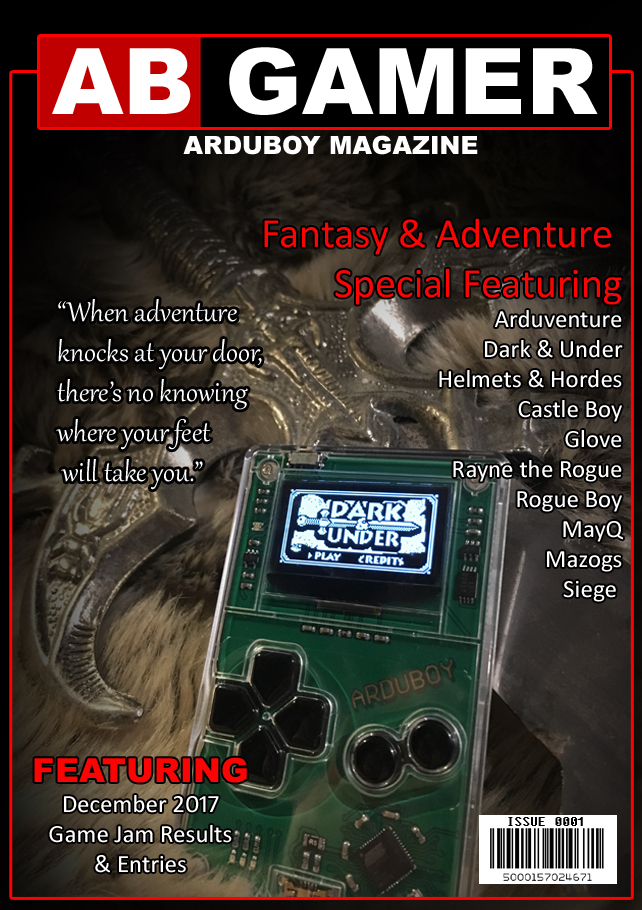 AB GAMER
ARDUBOY MAGAZINE
Fantasy & Adventure
Special Featuring
Arduventure
Dark & Under
Helmets & Hordes
Castle Boy
Glove
Rayne the Rogue
Rogue Boy
MayQ
Mazogs
Siege
“When adventure
knocks at your door,
there’s no knowing
where your feet
will take you.”
DARK
&
UNDER
PLAY CREDITS
ARDUBOY
FEATURING
December 2017
Game Jam Results
& Entries
ISSUE 0001
5000157024671